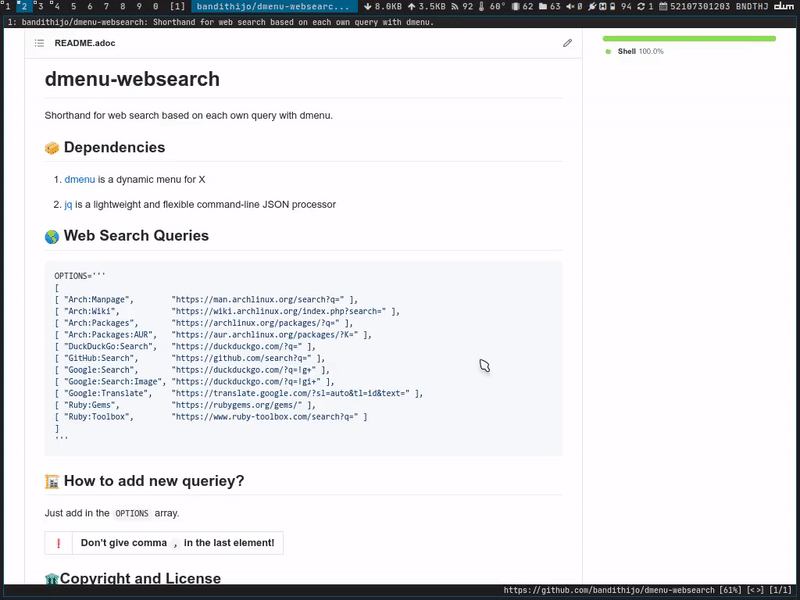 1 2 3 4 5 6 7 8 9 0 [1] bandithijo/dmenu-websearc... 8.0KB 3.5KB 92 60° 62 63 0 94 1 52107301203 BNDTHJ dwm
1: bandithijo/dmenu-websearch: Shorthand for web search based on each own query with dmenu.
README.adoc
Shell 100.0%
dmenu-websearch
Shorthand for web search based on each own query with dmenu.
Dependencies
1. dmenu is a dynamic menu for X
2. jq is a lightweight and flexible command-line JSON processor
Web Search Queries
OPTIONS='''
[
[ "Arch:Manpage", "https://man.archlinux.org/search?q=" ],
[ "Arch:Wiki", "https://wiki.archlinux.org/index.php?search=" ],
[ "Arch:Packages", "https://archlinux.org/packages/?q=" ],
[ "Arch:Packages:AUR", "https://aur.archlinux.org/packages/?K=" ],
[ "DuckDuckGo:Search", "https://duckduckgo.com/?q=" ],
[ "GitHub:Search", "https://github.com/search?q=" ],
[ "Google:Search", "https://duckduckgo.com/?q=!g+" ],
[ "Google:Search:Image", "https://duckduckgo.com/?q=!gi+" ],
[ "Google:Translate", "https://translate.google.com/?sl=auto&tl=id&text=" ],
[ "Ruby:Gems", "https://rubygems.org/gems/" ],
[ "Ruby:Toolbox", "https://www.ruby-toolbox.com/search?q=" ]
]
'''
How to add new queriey?
Just add in the OPTIONS array.
Don't give comma , in the last element!
Copyright and License
https://github.com/bandithijo/dmenu-websearch [61%] [<>] [1/1]